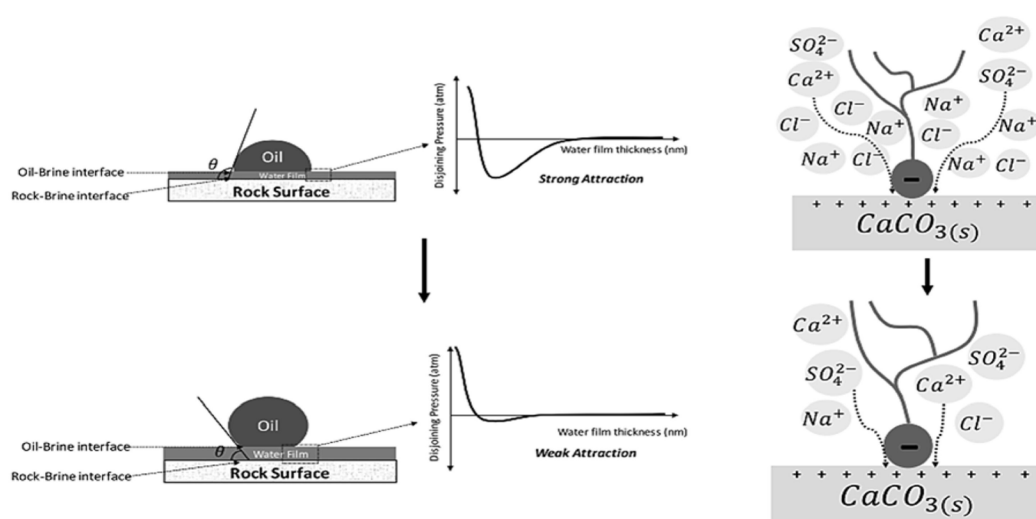 Oil
θ
Oil-Brine interface
Water Film
Rock-Brine interface
Rock Surface
Disjoining Pressure (atm)
Water film thickness (nm)
Strong Attraction
Oil
Oil-Brine interface
θ
Water Film
Rock-Brine interface
Rock Surface
Disjoining Pressure (atm)
Water film thickness (nm)
Weak Attraction
SO₄²⁻
Ca²⁺
Ca²⁺
SO₄²⁻
Cl⁻
Na⁺
Cl⁻
Na⁺
Na⁺
Cl⁻
Na⁺
Cl⁻
Na⁺
Cl⁻
−
+ + + + + + + + + + +
CaCO₃₍ₛ₎
Ca²⁺
SO₄²⁻
SO₄²⁻
Ca²⁺
Na⁺
Cl⁻
−
+ + + + + + + + + + +
CaCO₃₍ₛ₎